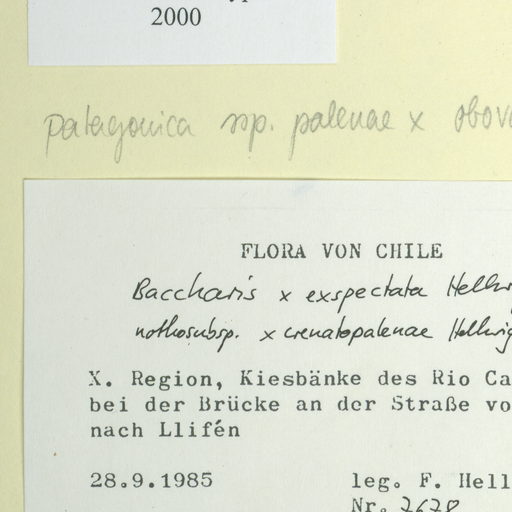 2000
patagonica ssp. palenae x obov
FLORA VON CHILE
Baccharis x exspectata Hellwi
nothosubsp. x crenatopalenae Hellwig
X. Region, Kiesbänke des Rio Ca
bei der Brücke an der Straße vo
nach Llifén
28.9.1985 leg. F. Hell
Nr. 2628